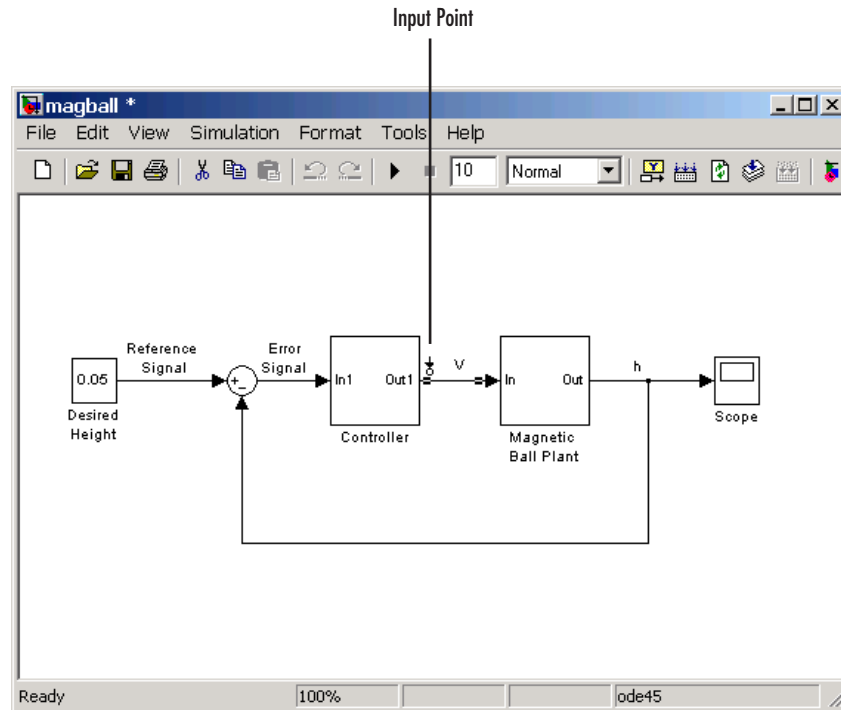 Input Point
magball *
File Edit View Simulation Format Tools Help
10 Normal
Reference
Signal
Error
Signal
0.05
+
-
In1 Out1
V
In Out
h
Desired
Height
Controller
Magnetic
Ball Plant
Scope
Ready 100% ode45